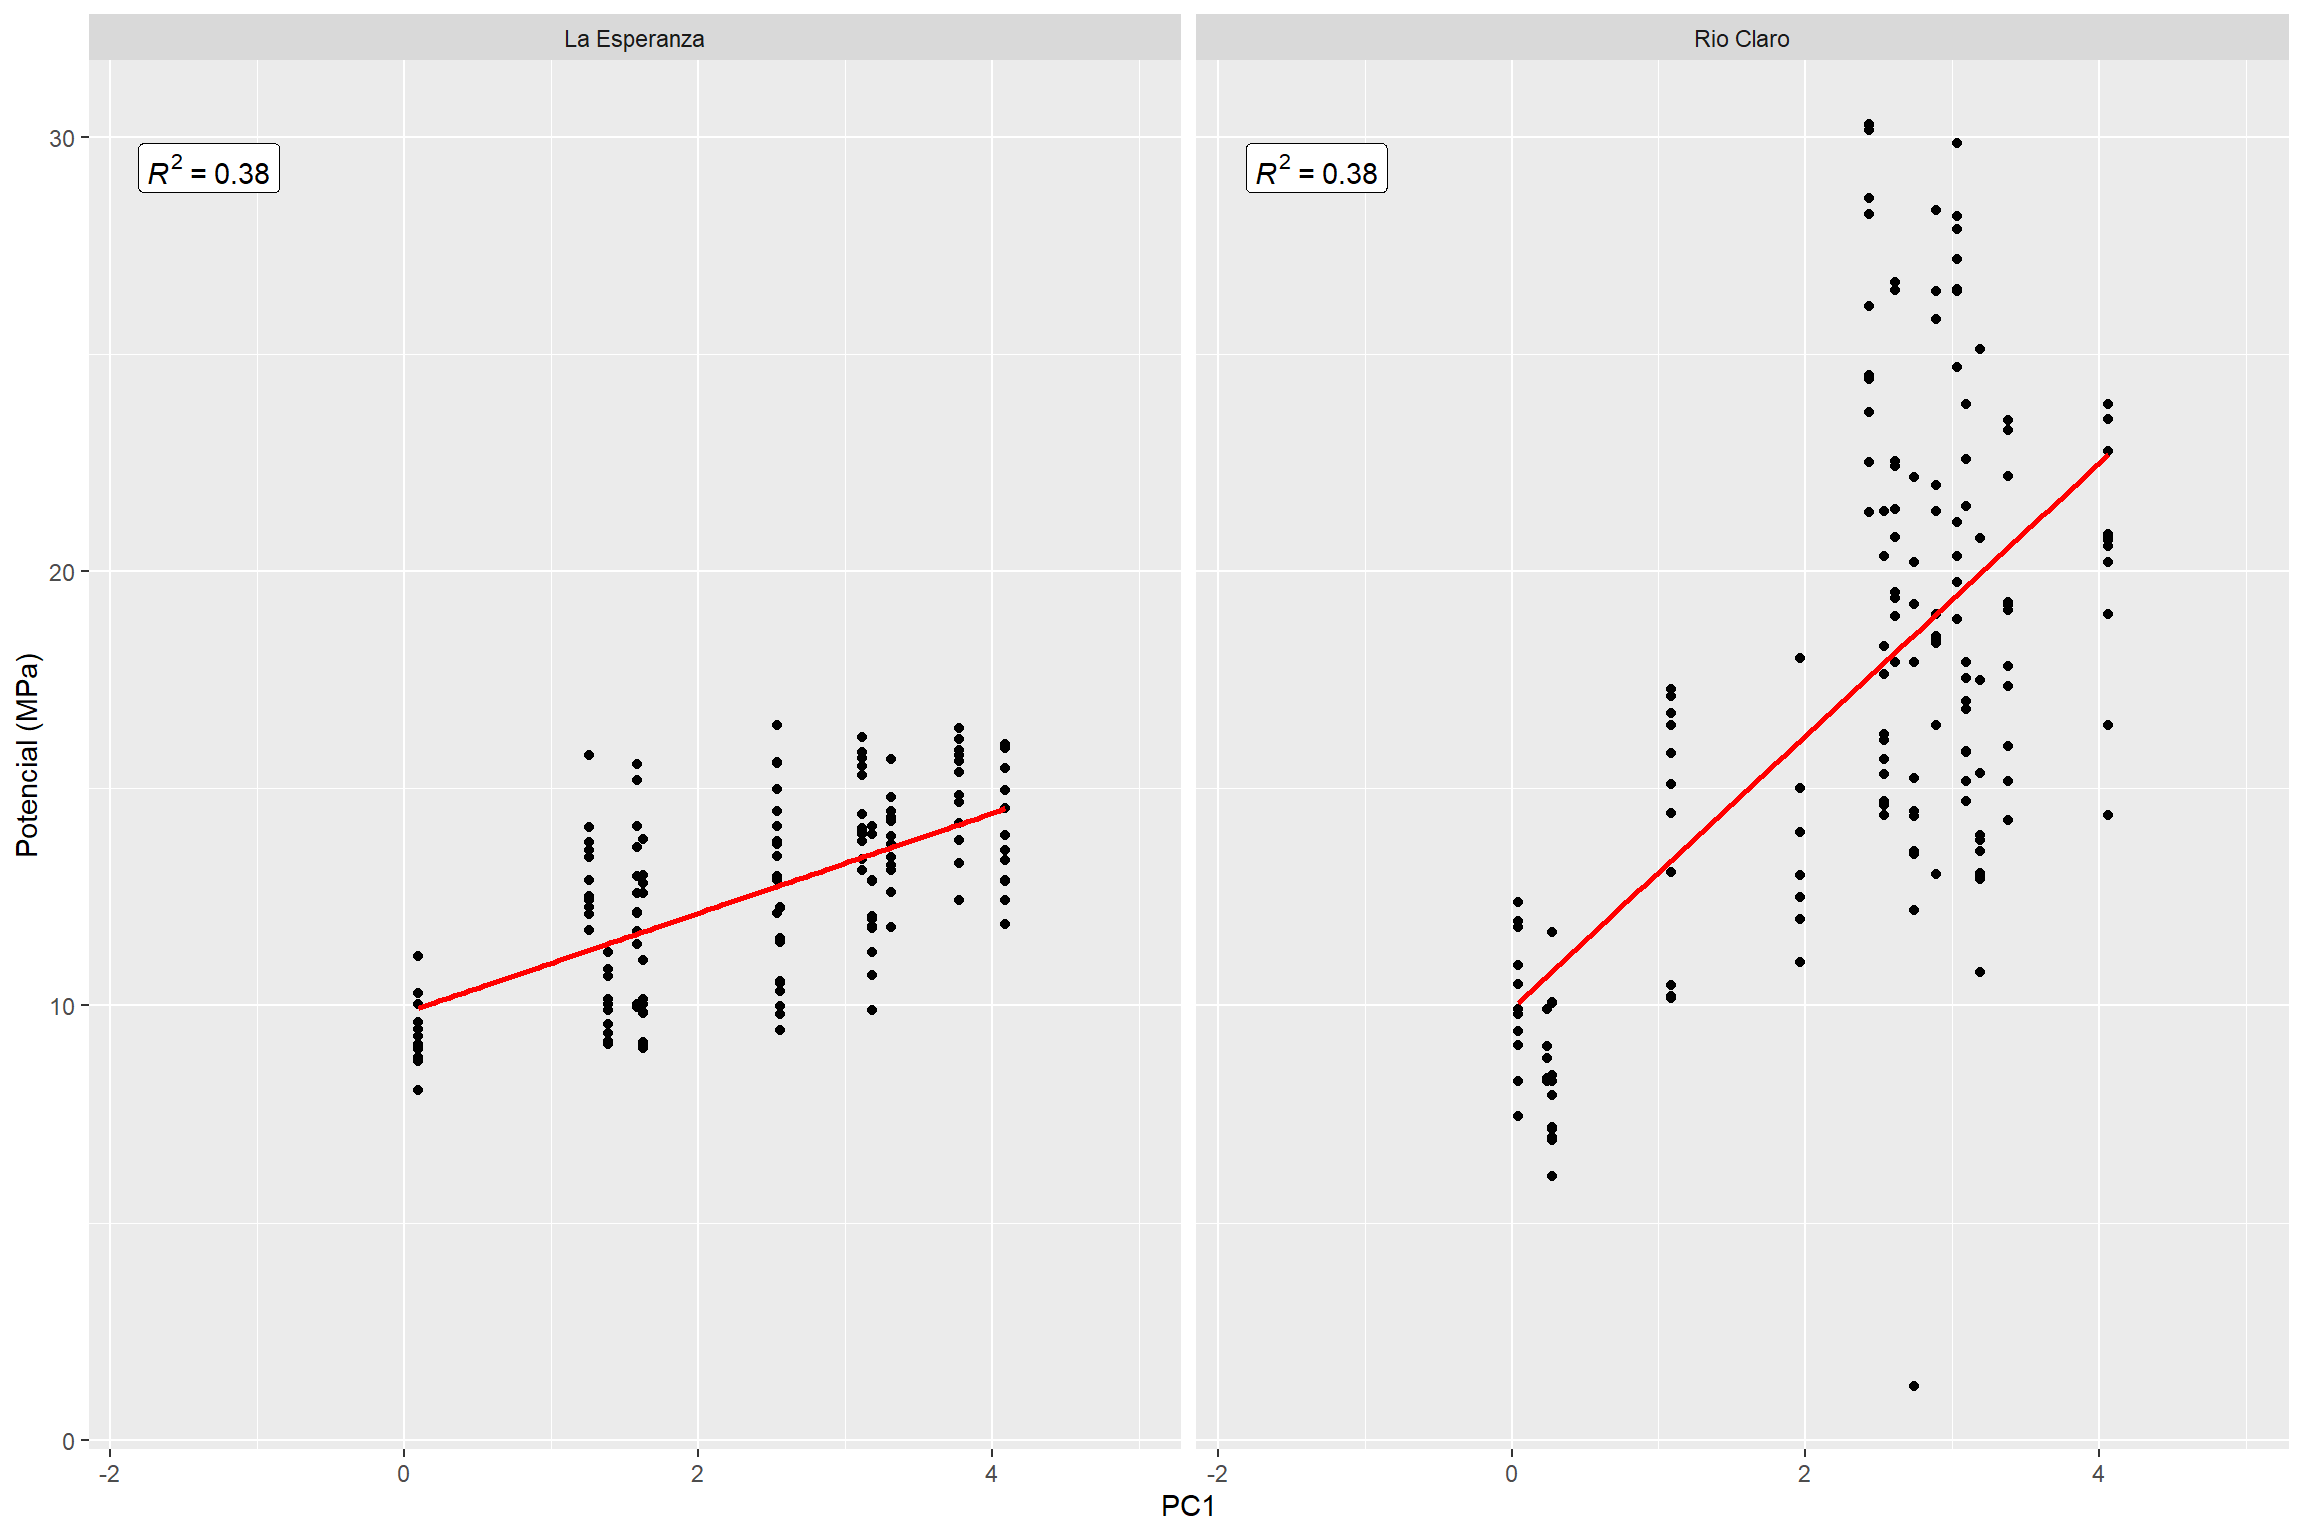 La Esperanza
Rio Claro
30
20
10
0
Potencial (MPa)
R² = 0.38
R² = 0.38
-2 0 2 4
-2 0 2 4
PC1